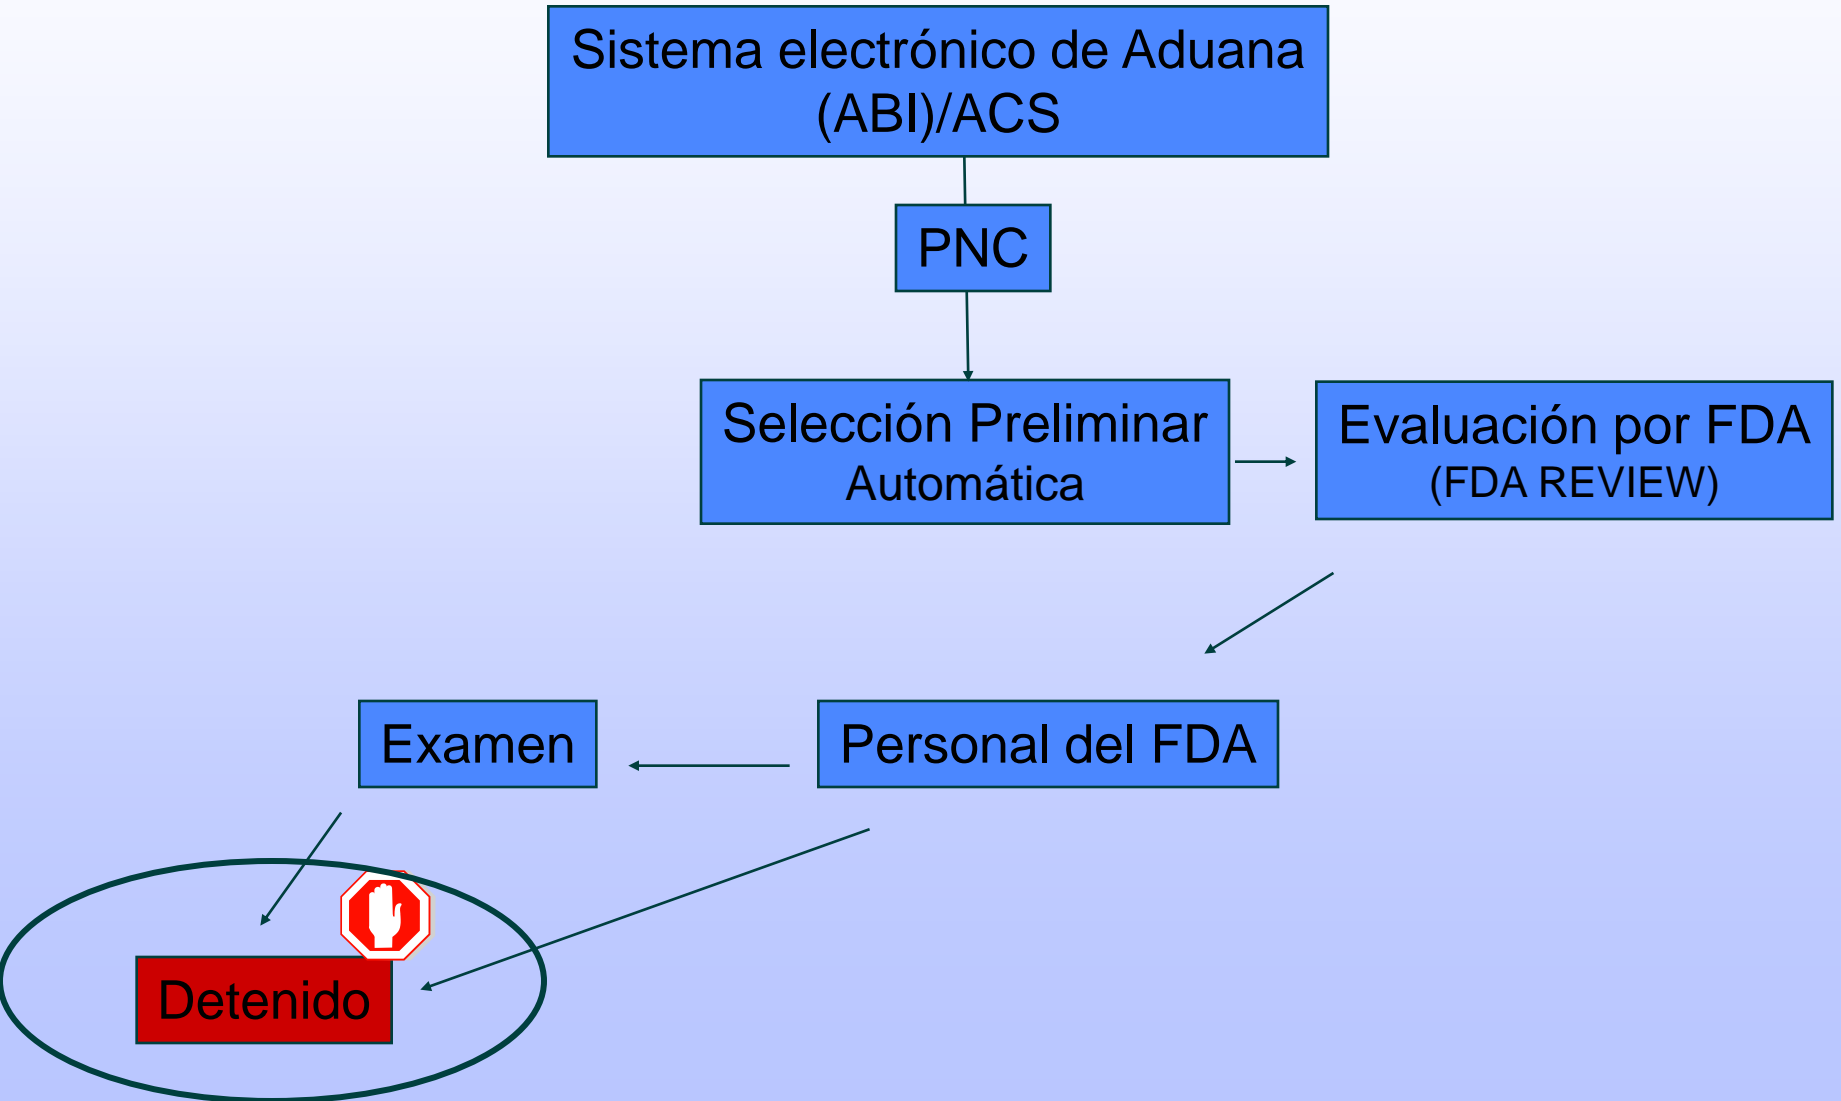 Sistema electrónico de Aduana
(ABI)/ACS
PNC
Selección Preliminar
Automática
Evaluación por FDA
(FDA REVIEW)
Examen
Personal del FDA
Detenido